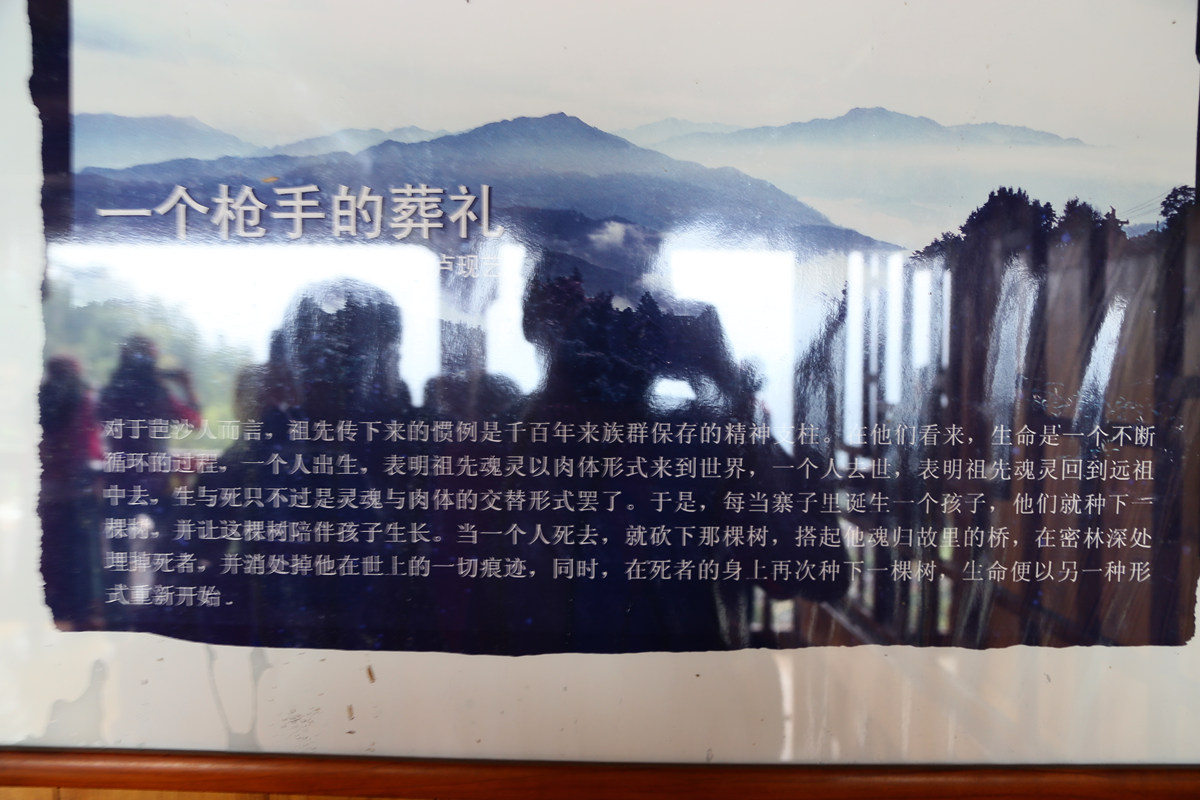 一个枪手的葬礼
卢现艺
对于芭沙人而言，祖先传下来的惯例是千百年来族群保存的精神支柱。在他们看来，生命是一个不断
循环的过程，一个人出生，表明祖先魂灵以肉体形式来到世界，一个人去世，表明祖先魂灵回到远祖
中去。生与死只不过是灵魂与肉体的交替形式罢了。于是，每当寨子里诞生一个孩子，他们就种下一
棵树，并让这棵树陪伴孩子生长。当一个人死去，就砍下那棵树，搭起他魂归故里的桥，在密林深处
埋掉死者，并消处掉他在世上的一切痕迹，同时，在死者的身上再次种下一棵树，生命便以另一种形
式重新开始。